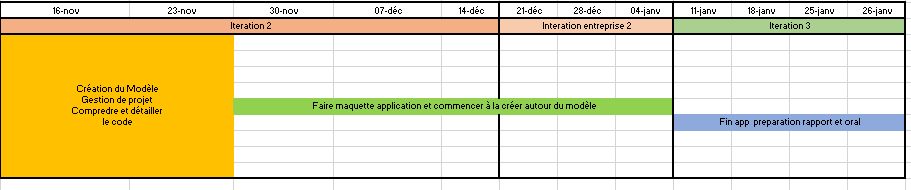 16-nov 23-nov 30-nov 07-déc 14-déc 21-déc 28-déc 04-janv 11-janv 18-janv 25-janv 26-janv
Iteration 2 Interation entreprise 2 Iteration 3
Création du Modèle
Gestion de projet
Compredre et détailler
le code
Faire maquette application et commencer à la créer autour du modèle
Fin app preparation rapport et oral